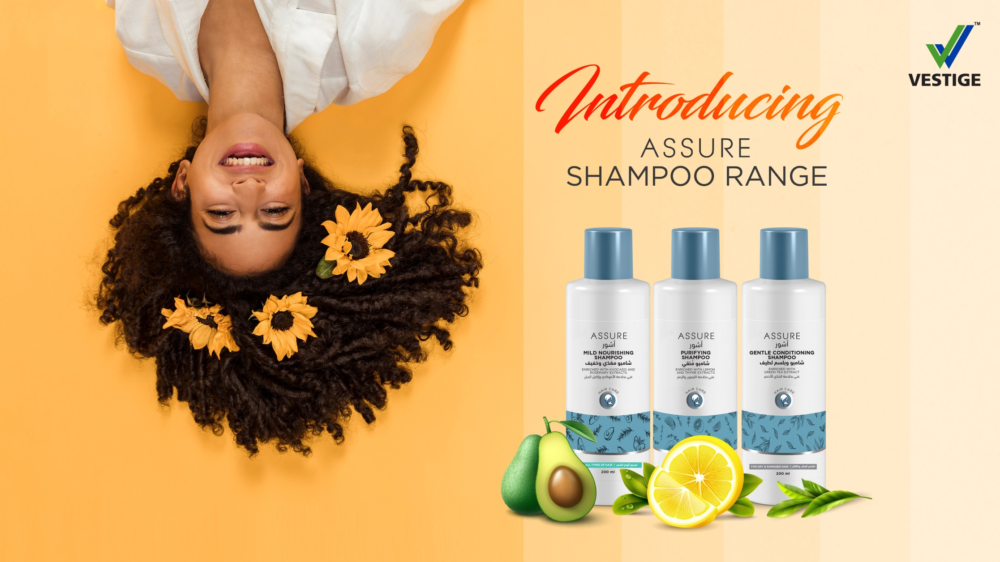 TM
VESTIGE
Introducing
ASSURE
SHAMPOO RANGE
ASSURE
أشور
MILD NOURISHING
SHAMPOO
شامبو مغذي وخفيف
ENRICHED WITH AVOCADO AND
ROSEMARY EXTRACTS
غني بخلاصة الأفوكادو وإكليل الجبل
HAIR CARE
ALL TYPES OF HAIR | لجميع أنواع الشعر
200 ml
ASSURE
أشور
PURIFYING
SHAMPOO
شامبو مُنقي
ENRICHED WITH LEMON
AND THYME EXTRACTS
غني بخلاصة الليمون والزعتر
HAIR CARE
ASSURE
أشور
GENTLE CONDITIONING
SHAMPOO
شامبو وبلسم لطيف
ENRICHED WITH
GREEN TEA EXTRACT
غني بخلاصة الشاي الأخضر
HAIR CARE
FOR DRY & DAMAGED HAIR | للشعر الجاف والتالف
200 ml